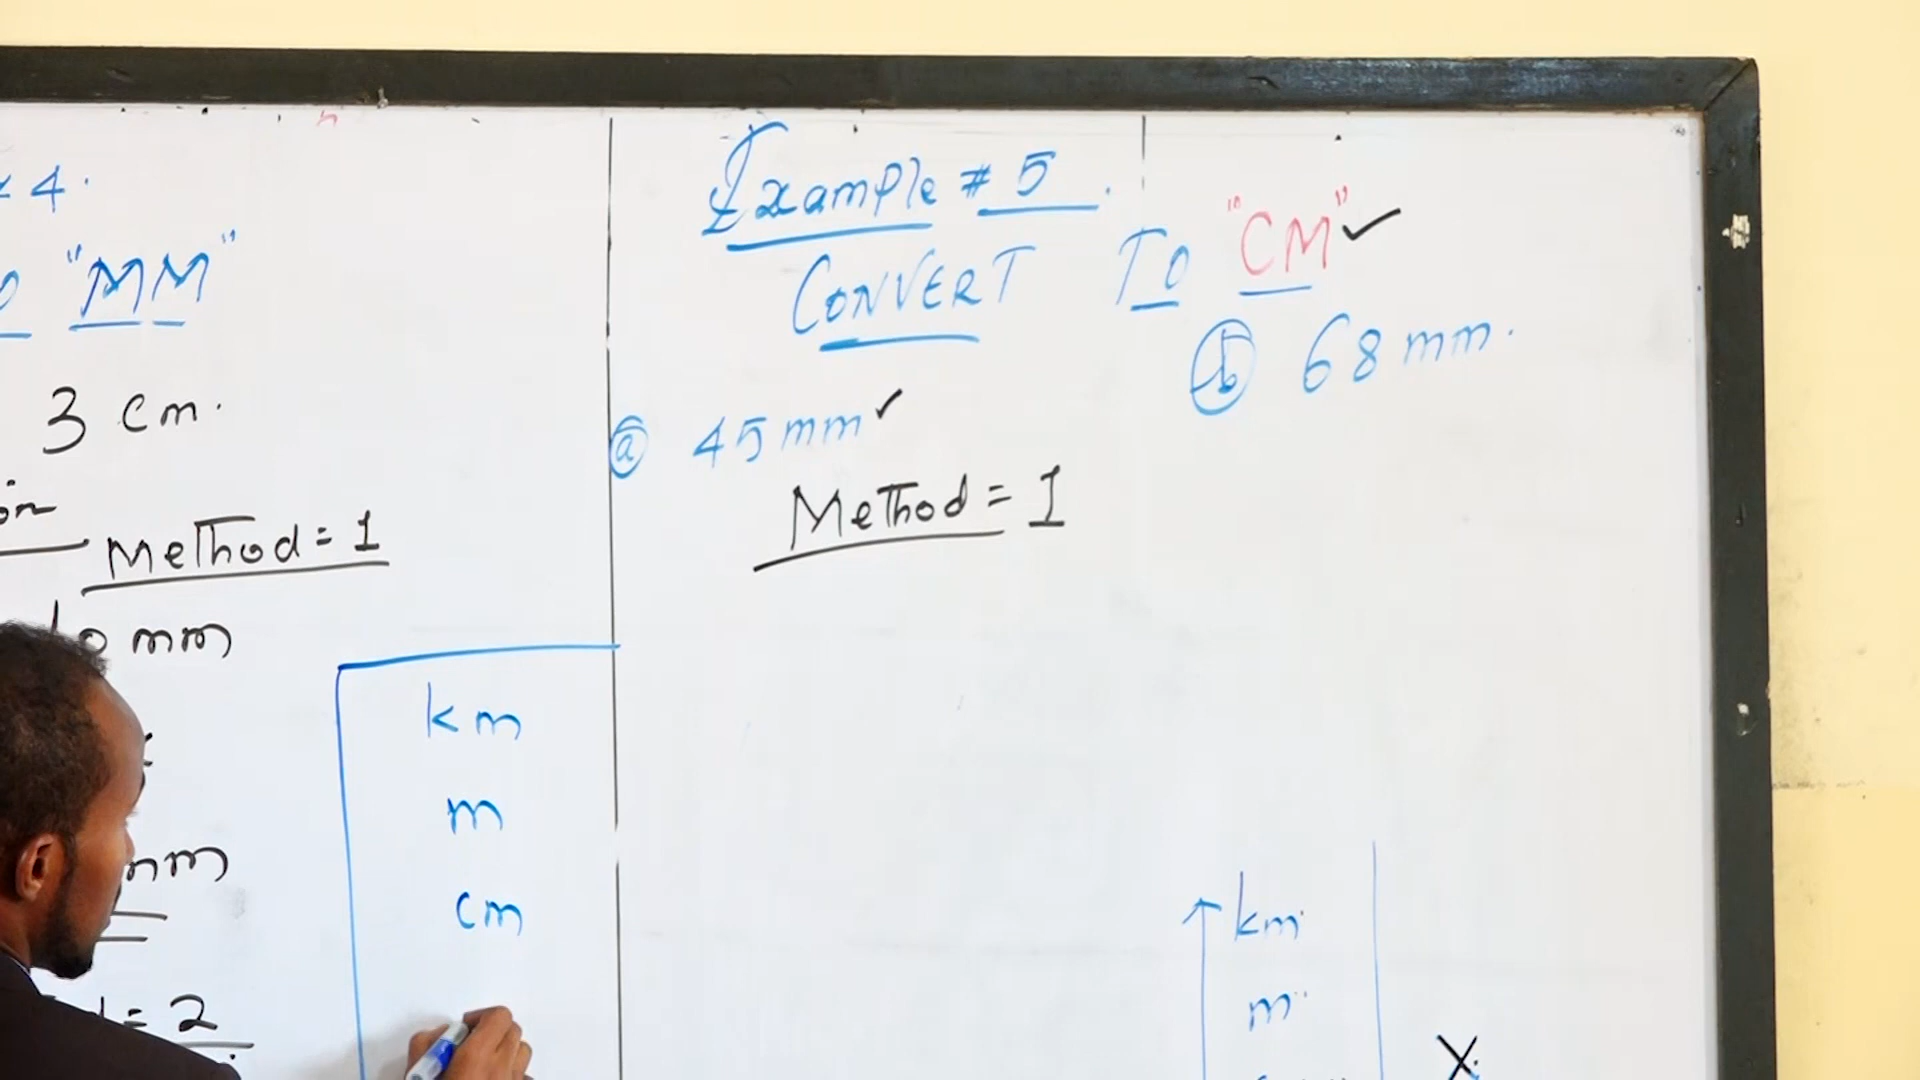 4.
"MM"
3 cm.
Method = 1
mm
km
m
cm
mm
= 2
Example # 5.
CONVERT TO "CM" ✓
ⓐ 45 mm ✓
ⓑ 68 mm.
Method = 1
km
m
X